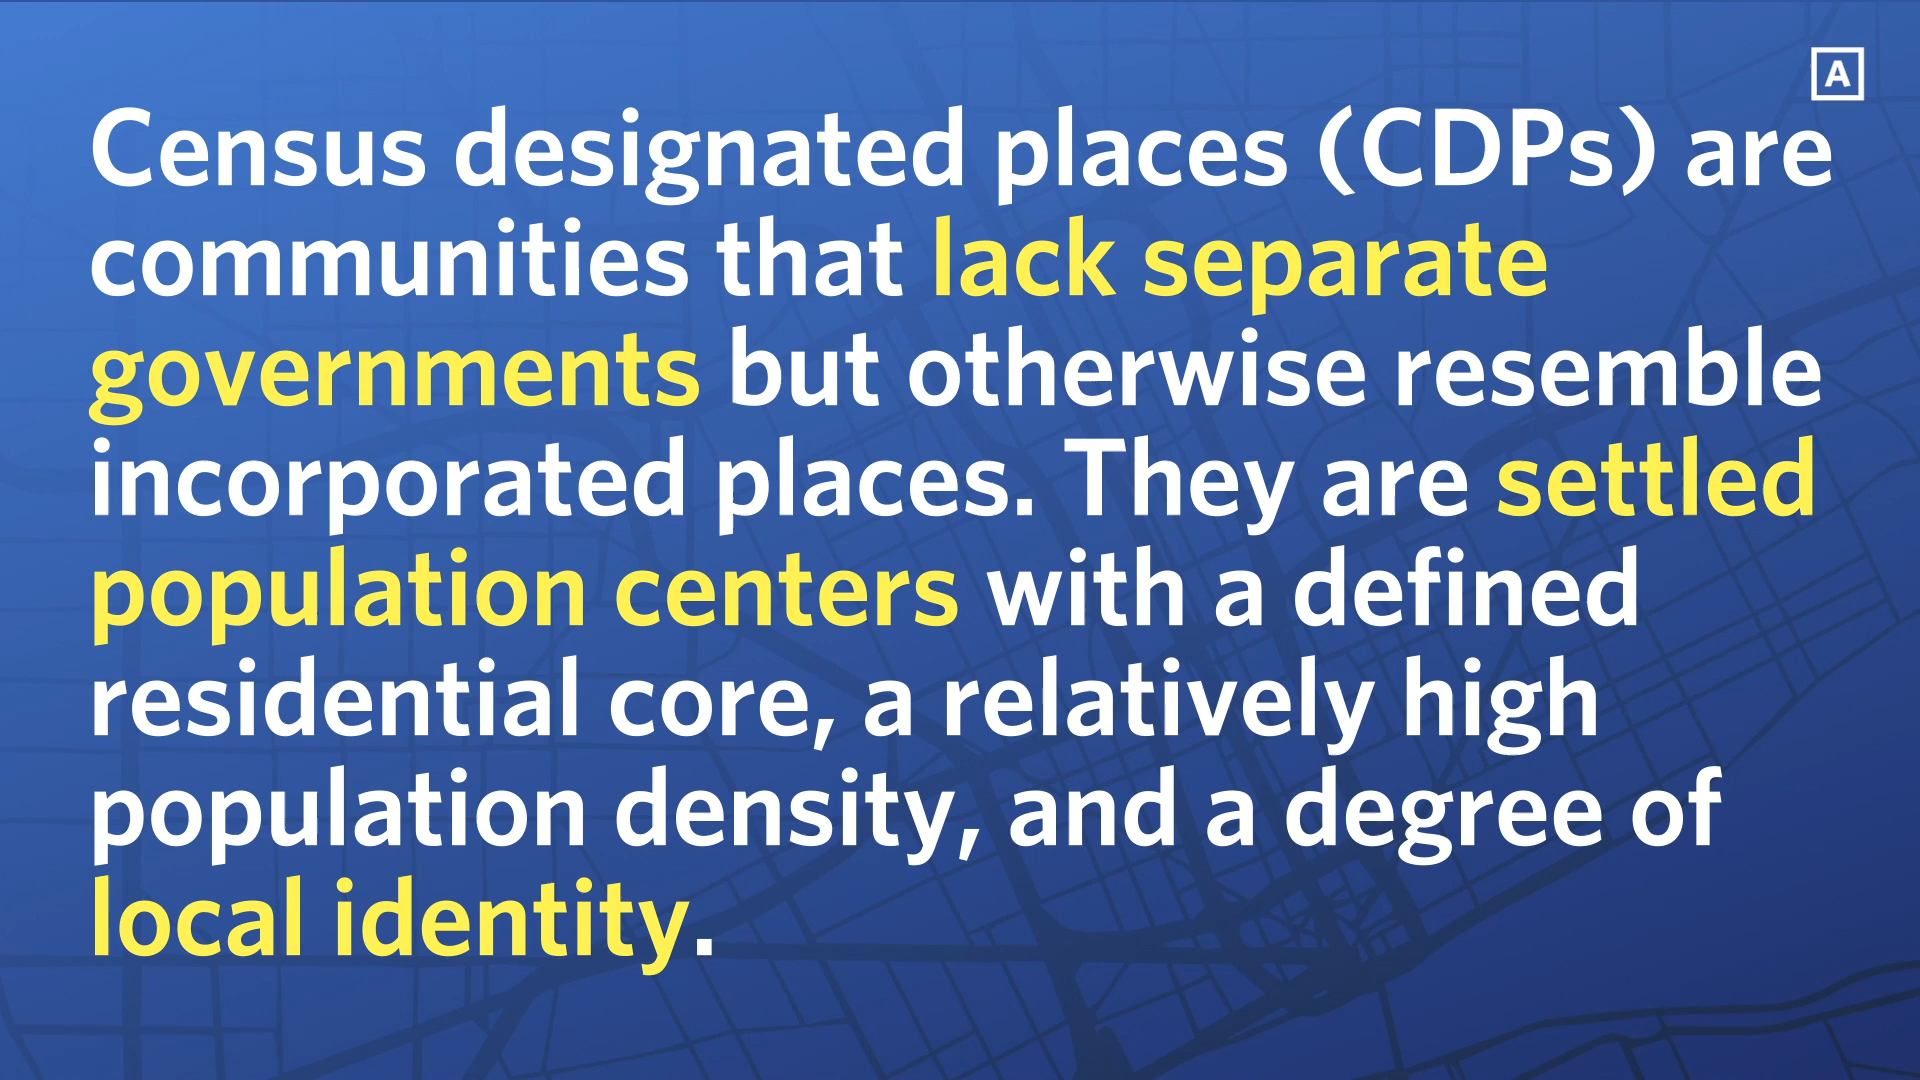 A
Census designated places (CDPs) are
communities that lack separate
governments but otherwise resemble
incorporated places. They are settled
population centers with a defined
residential core, a relatively high
population density, and a degree of
local identity.